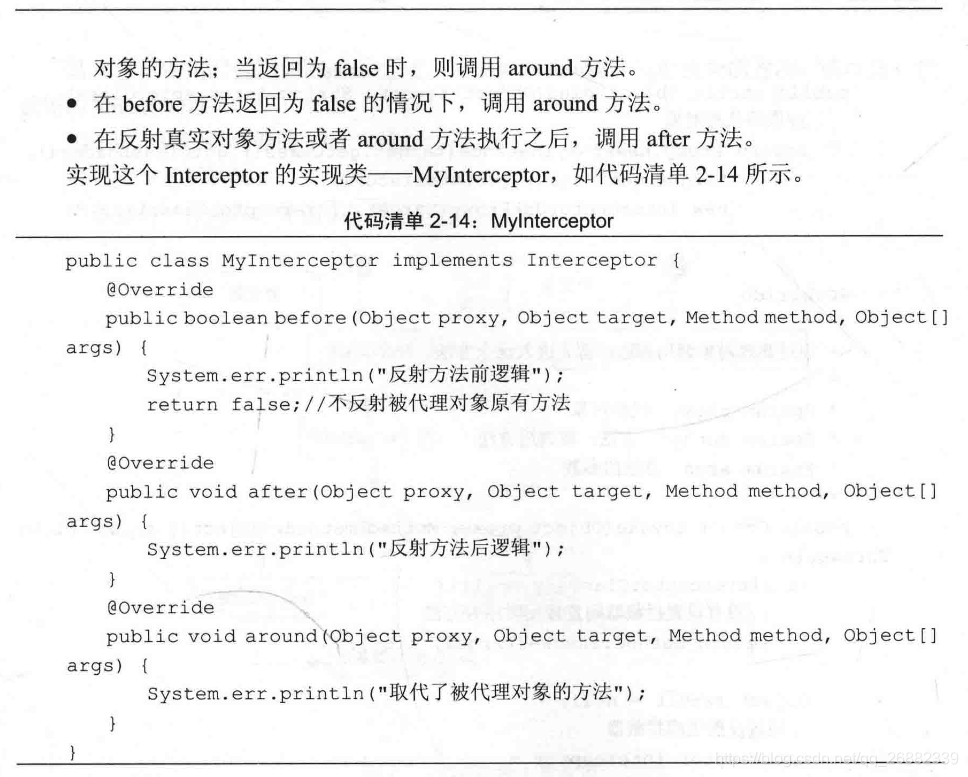 对象的方法；当返回为 false 时，则调用 around 方法。
● 在 before 方法返回为 false 的情况下，调用 around 方法。
● 在反射真实对象方法或者 around 方法执行之后，调用 after 方法。
实现这个 Interceptor 的实现类——MyInterceptor，如代码清单 2-14 所示。
代码清单 2-14：MyInterceptor
public class MyInterceptor implements Interceptor {
@Override
public boolean before(Object proxy, Object target, Method method, Object[]
args) {
System.err.println("反射方法前逻辑");
return false;//不反射被代理对象原有方法
}
@Override
public void after(Object proxy, Object target, Method method, Object[]
args) {
System.err.println("反射方法后逻辑");
}
@Override
public void around(Object proxy, Object target, Method method, Object[]
args) {
System.err.println("取代了被代理对象的方法");
}
}